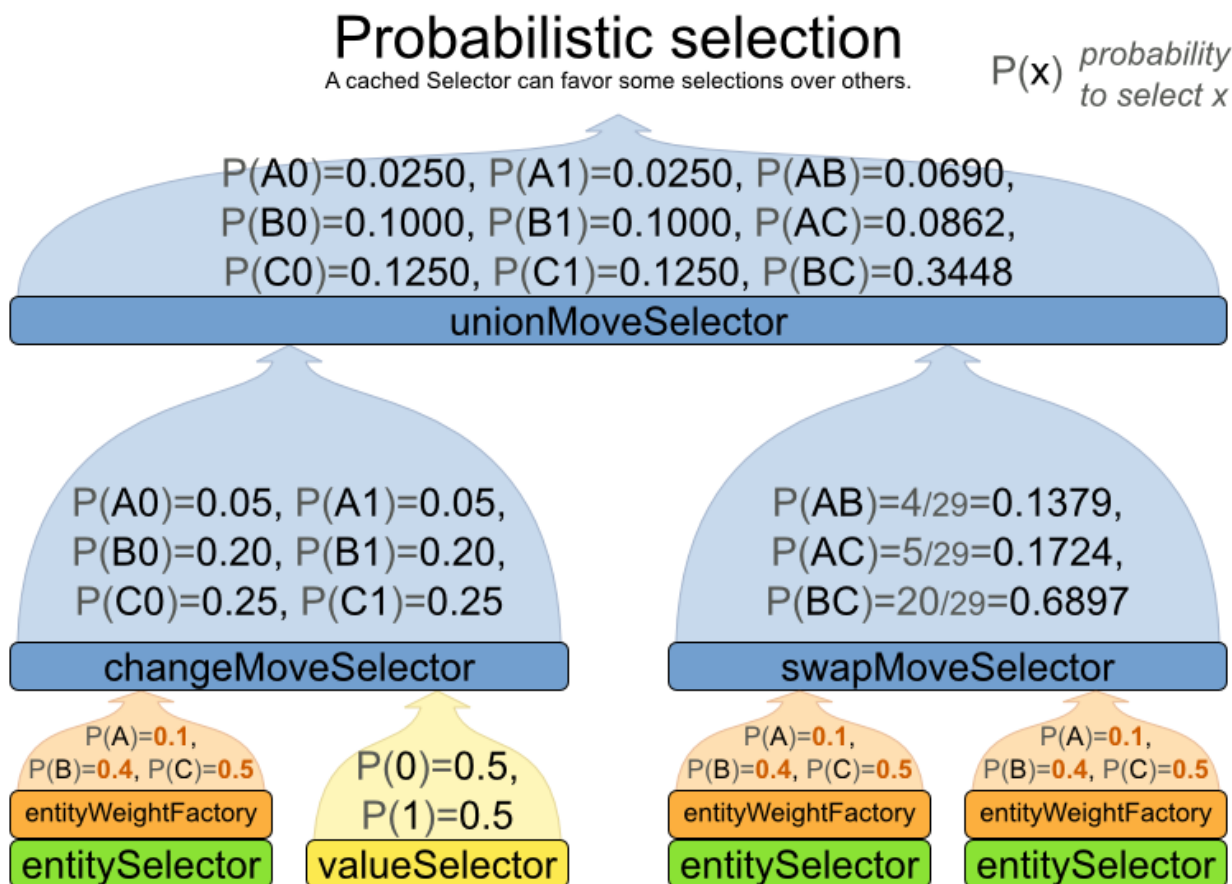 Probabilistic selection
A cached Selector can favor some selections over others.
P(x) probability
to select x
P(A0)=0.0250, P(A1)=0.0250, P(AB)=0.0690,
P(B0)=0.1000, P(B1)=0.1000, P(AC)=0.0862,
P(C0)=0.1250, P(C1)=0.1250, P(BC)=0.3448
unionMoveSelector
P(A0)=0.05, P(A1)=0.05,
P(B0)=0.20, P(B1)=0.20,
P(C0)=0.25, P(C1)=0.25
changeMoveSelector
P(AB)=4/29=0.1379,
P(AC)=5/29=0.1724,
P(BC)=20/29=0.6897
swapMoveSelector
P(A)=0.1,
P(B)=0.4, P(C)=0.5
entityWeightFactory
entitySelector
P(0)=0.5,
P(1)=0.5
valueSelector
P(A)=0.1,
P(B)=0.4, P(C)=0.5
entityWeightFactory
entitySelector
P(A)=0.1,
P(B)=0.4, P(C)=0.5
entityWeightFactory
entitySelector